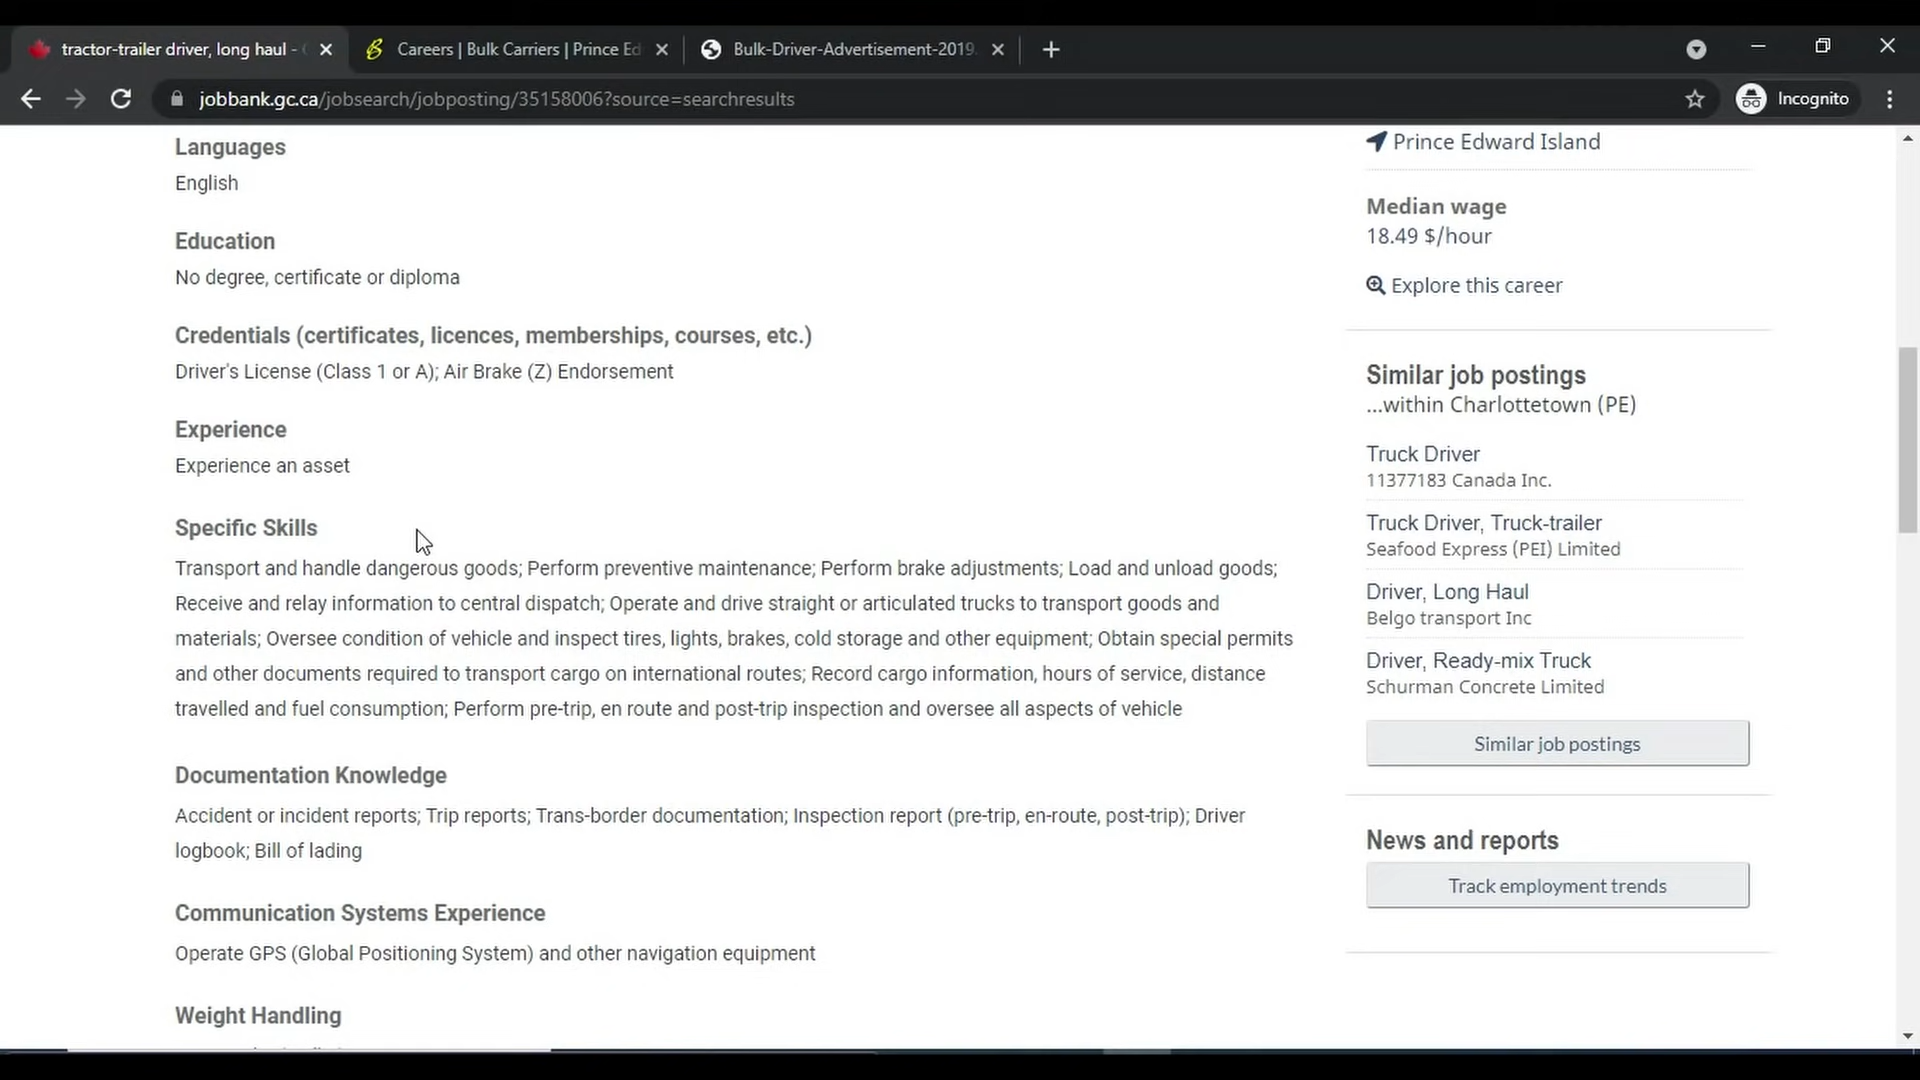 tractor-trailer driver, long haul -
Careers | Bulk Carriers | Prince Ed
Bulk-Driver-Advertisement-2019
jobbank.gc.ca/jobsearch/jobposting/35158006?source=searchresults
Incognito
Languages
English
Education
No degree, certificate or diploma
Credentials (certificates, licences, memberships, courses, etc.)
Driver's License (Class 1 or A); Air Brake (Z) Endorsement
Experience
Experience an asset
Specific Skills
Transport and handle dangerous goods; Perform preventive maintenance; Perform brake adjustments; Load and unload goods;
Receive and relay information to central dispatch; Operate and drive straight or articulated trucks to transport goods and
materials; Oversee condition of vehicle and inspect tires, lights, brakes, cold storage and other equipment; Obtain special permits
and other documents required to transport cargo on international routes; Record cargo information, hours of service, distance
travelled and fuel consumption; Perform pre-trip, en route and post-trip inspection and oversee all aspects of vehicle
Documentation Knowledge
Accident or incident reports; Trip reports; Trans-border documentation; Inspection report (pre-trip, en-route, post-trip); Driver
logbook; Bill of lading
Communication Systems Experience
Operate GPS (Global Positioning System) and other navigation equipment
Weight Handling
Prince Edward Island
Median wage
18.49 $/hour
Explore this career
Similar job postings
...within Charlottetown (PE)
Truck Driver
11377183 Canada Inc.
Truck Driver, Truck-trailer
Seafood Express (PEI) Limited
Driver, Long Haul
Belgo transport Inc
Driver, Ready-mix Truck
Schurman Concrete Limited
Similar job postings
News and reports
Track employment trends